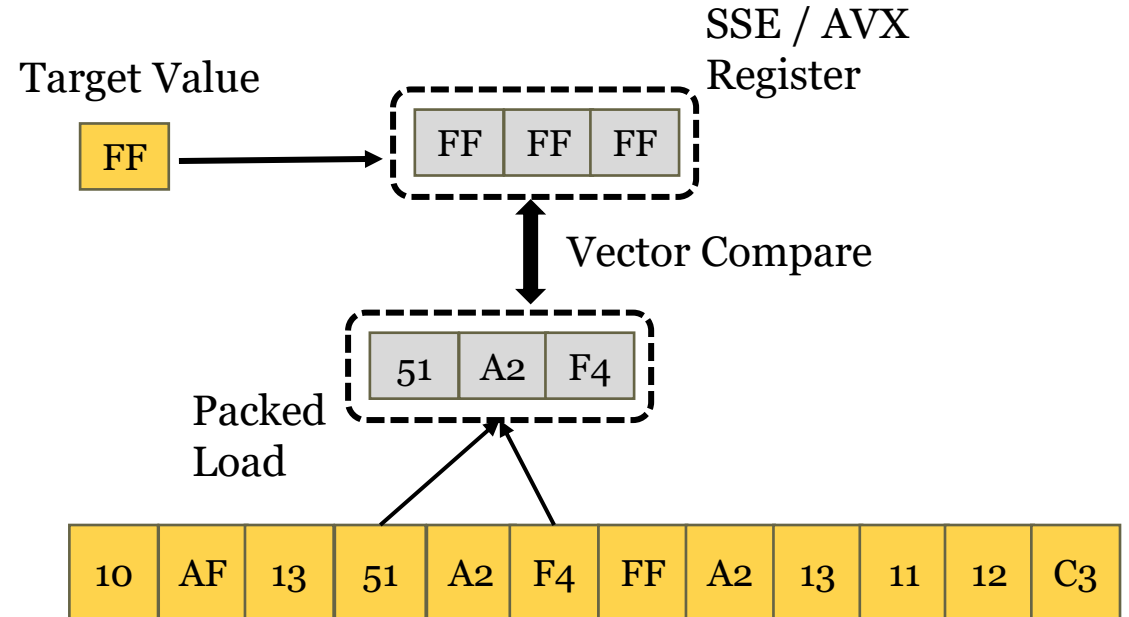 SSE / AVX
Register
Target Value
FF
FF FF FF
Vector Compare
51 A2 F4
Packed
Load
10 AF 13 51 A2 F4 FF A2 13 11 12 C3